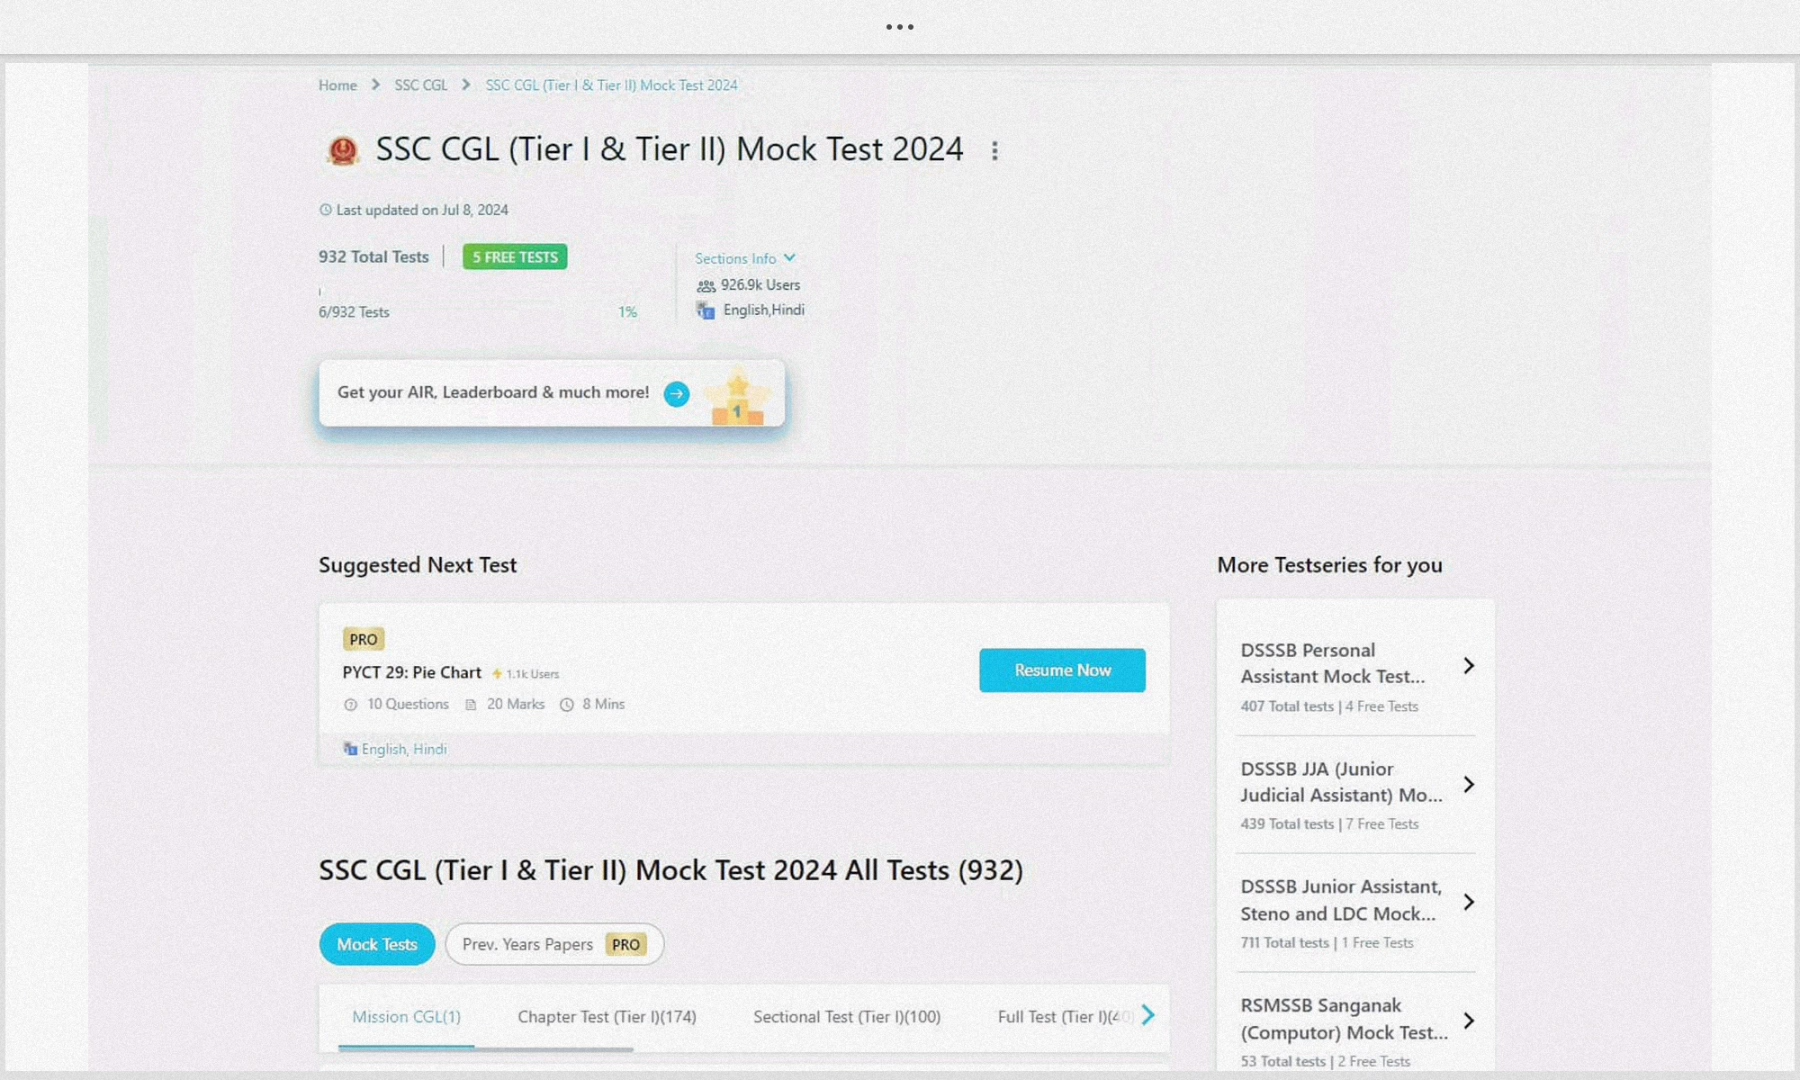 Home > SSC CGL > SSC CGL (Tier I & Tier II) Mock Test 2024
SSC CGL (Tier I & Tier II) Mock Test 2024
Last updated on Jul 8, 2024
932 Total Tests
5 FREE TESTS
6/932 Tests
1%
Sections Info
926.9k Users
English,Hindi
Get your AIR, Leaderboard & much more!
1
Suggested Next Test
PRO
PYCT 29: Pie Chart 1.1k Users
10 Questions 20 Marks 8 Mins
Resume Now
English, Hindi
SSC CGL (Tier I & Tier II) Mock Test 2024 All Tests (932)
Mock Tests
Prev. Years Papers PRO
Mission CGL(1)
Chapter Test (Tier I)(174)
Sectional Test (Tier I)(100)
Full Test (Tier I)(40)
More Testseries for you
DSSSB Personal
Assistant Mock Test...
407 Total tests | 4 Free Tests
DSSSB JJA (Junior
Judicial Assistant) Mo...
439 Total tests | 7 Free Tests
DSSSB Junior Assistant,
Steno and LDC Mock...
711 Total tests | 1 Free Tests
RSMSSB Sanganak
(Computor) Mock Test...
53 Total tests | 2 Free Tests